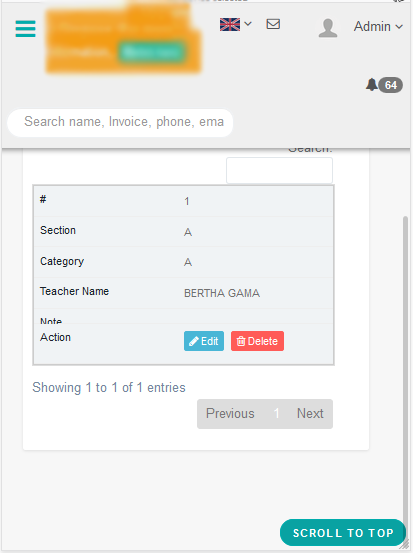 Admin
64
Search name, Invoice, phone, ema
Search:
# 1
Section A
Category A
Teacher Name BERTHA GAMA
Note
Action Edit Delete
Showing 1 to 1 of 1 entries
Previous 1 Next
SCROLL TO TOP